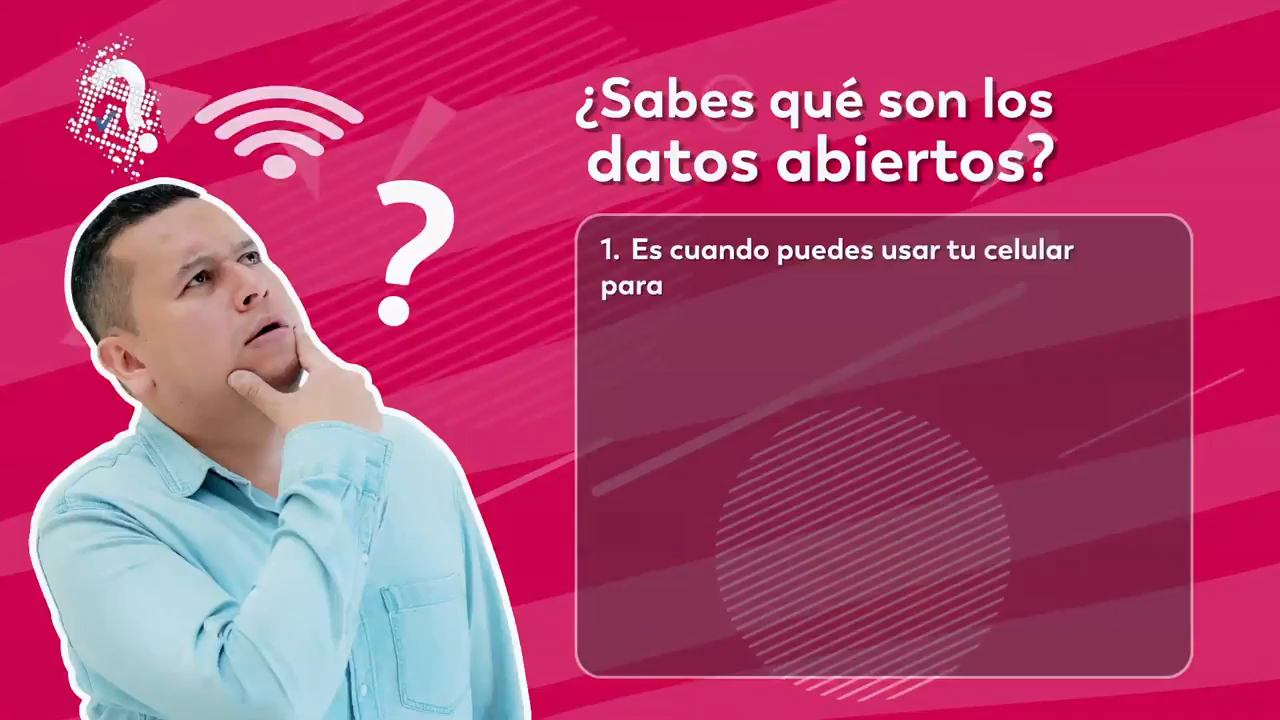 ¿Sabes qué son los
datos abiertos?
1. Es cuando puedes usar tu celular
para